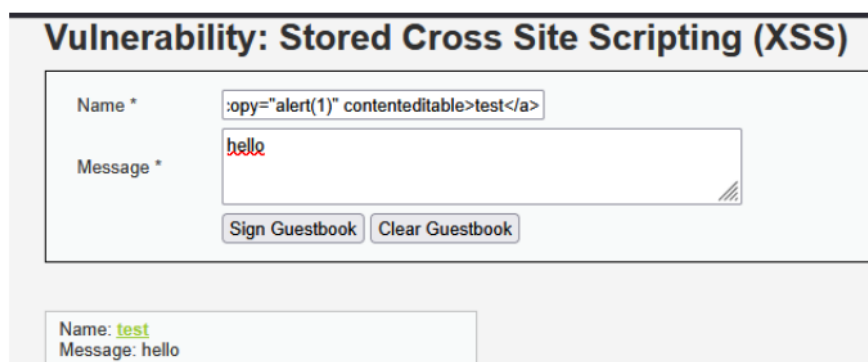 Vulnerability: Stored Cross Site Scripting (XSS)
Name * :opy="alert(1)" contenteditable>test</a>
Message * hello
Sign Guestbook Clear Guestbook
Name: test
Message: hello